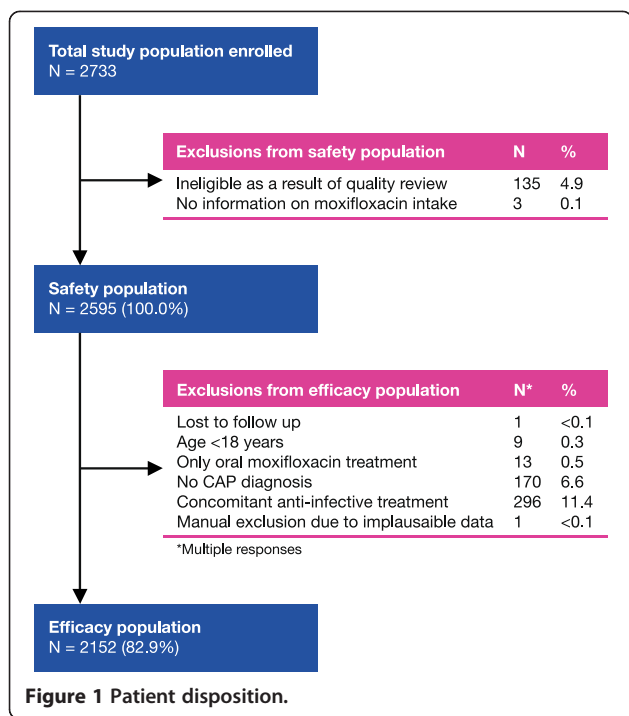 Total study population enrolled
N = 2733
Exclusions from safety population N %
Ineligible as a result of quality review 135 4.9
No information on moxifloxacin intake 3 0.1
Safety population
N = 2595 (100.0%)
Exclusions from efficacy population N* %
Lost to follow up 1 <0.1
Age <18 years 9 0.3
Only oral moxifloxacin treatment 13 0.5
No CAP diagnosis 170 6.6
Concomitant anti-infective treatment 296 11.4
Manual exclusion due to implausaible data 1 <0.1
*Multiple responses
Efficacy population
N = 2152 (82.9%)
Figure 1 Patient disposition.